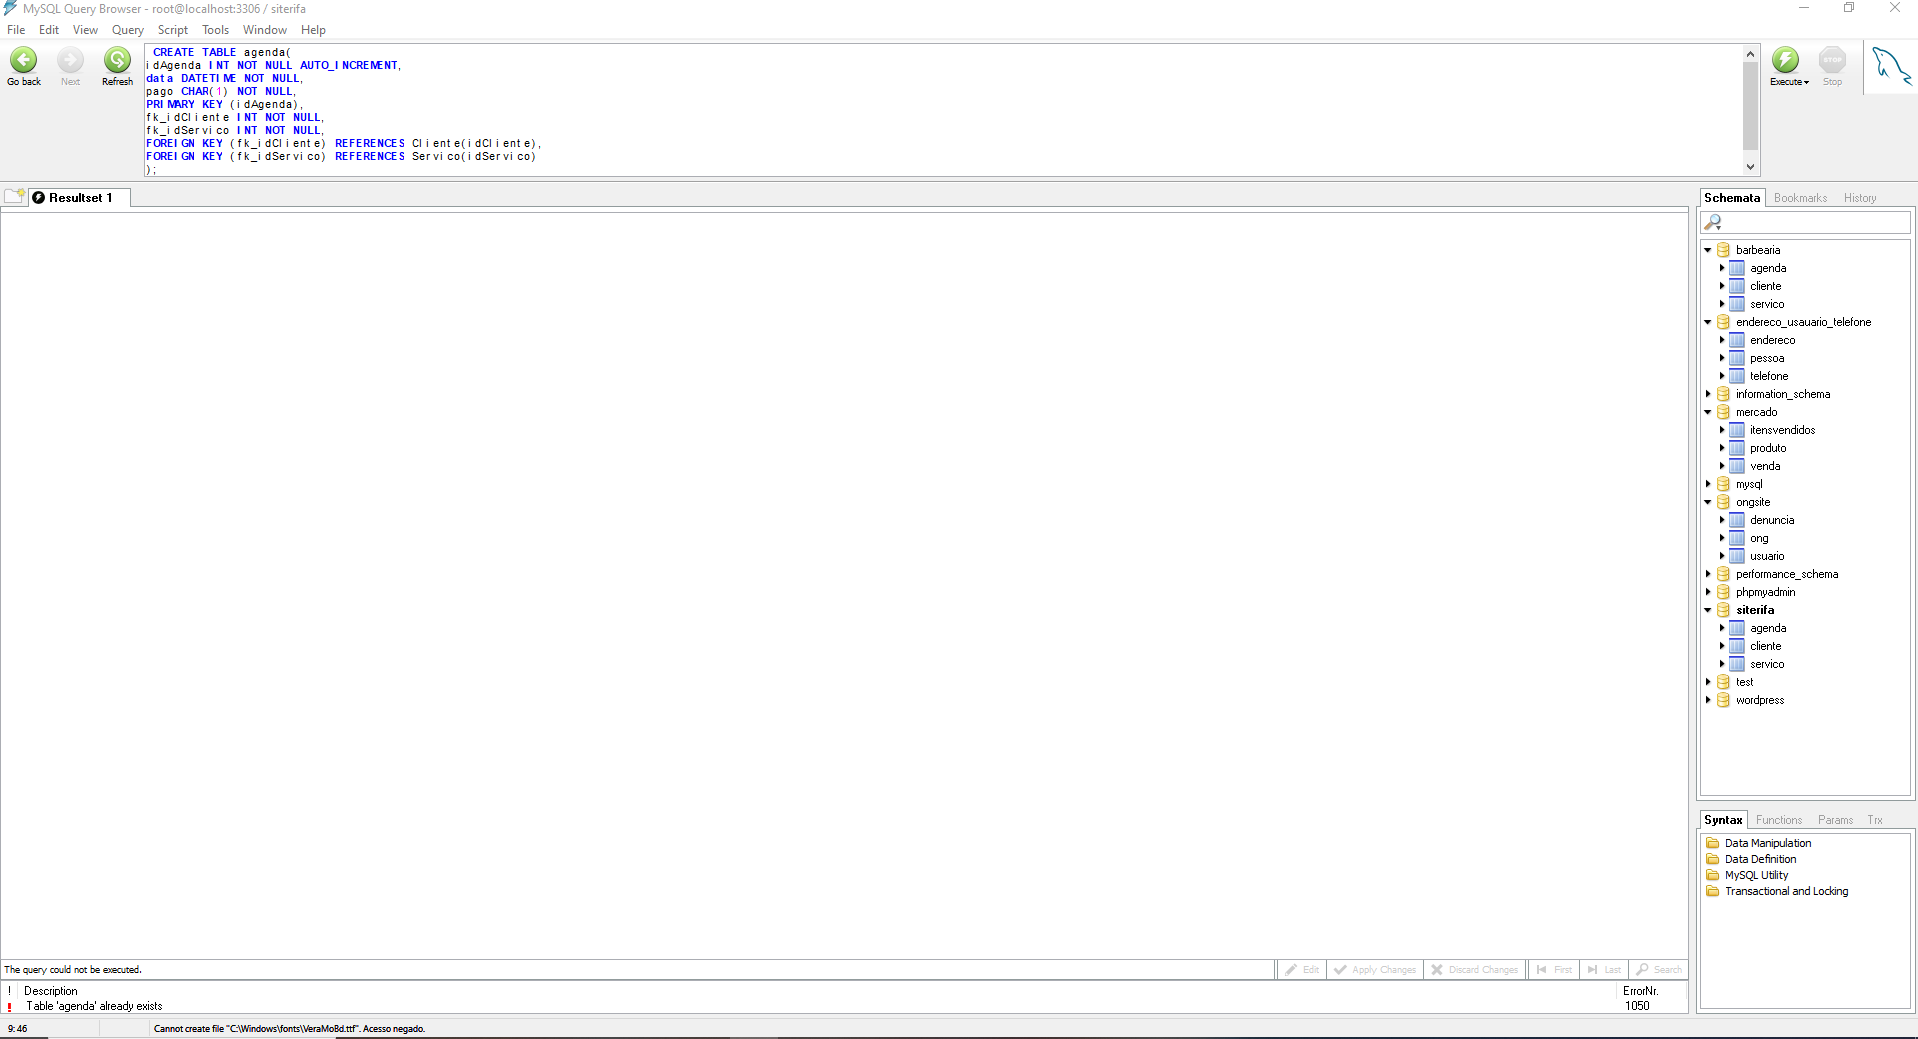 MySQL Query Browser - root@localhost:3306 / siterifa
File Edit View Query Script Tools Window Help
Go back Next Refresh
CREATE TABLE agenda(
idAgenda INT NOT NULL AUTO_INCREMENT,
data DATETIME NOT NULL,
pago CHAR(1) NOT NULL,
PRIMARY KEY (idAgenda),
fk_idCliente INT NOT NULL,
fk_idServico INT NOT NULL,
FOREIGN KEY (fk_idCliente) REFERENCES Cliente(idCliente),
FOREIGN KEY (fk_idServico) REFERENCES Servico(idServico)
);
Execute STOP Stop
Resultset 1
Schemata Bookmarks History
barbearia
agenda
cliente
servico
endereco_usauario_telefone
endereco
pessoa
telefone
information_schema
mercado
itensvendidos
produto
venda
mysql
ongsite
denuncia
ong
usuario
performance_schema
phpmyadmin
siterifa
agenda
cliente
servico
test
wordpress
Syntax Functions Params Trx
Data Manipulation
Data Definition
MySQL Utility
Transactional and Locking
The query could not be executed.
Edit Apply Changes Discard Changes First Last Search
! Description ErrorNr.
! Table 'agenda' already exists 1050
9: 46 Cannot create file "C:\Windows\fonts\VeraMoBd.ttf". Acesso negado.